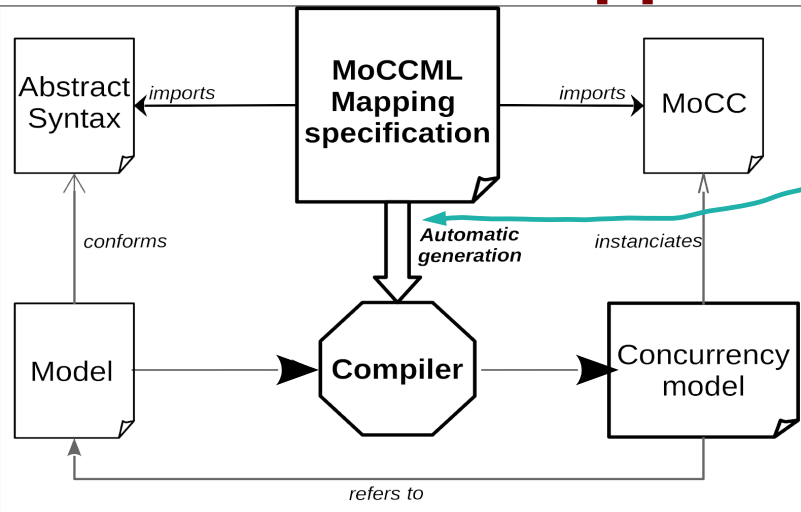 MoCCML
Mapping
specification
Abstract
Syntax
imports
imports
MoCC
conforms
Automatic
generation
instanciates
Model
Compiler
Concurrency
model
refers to